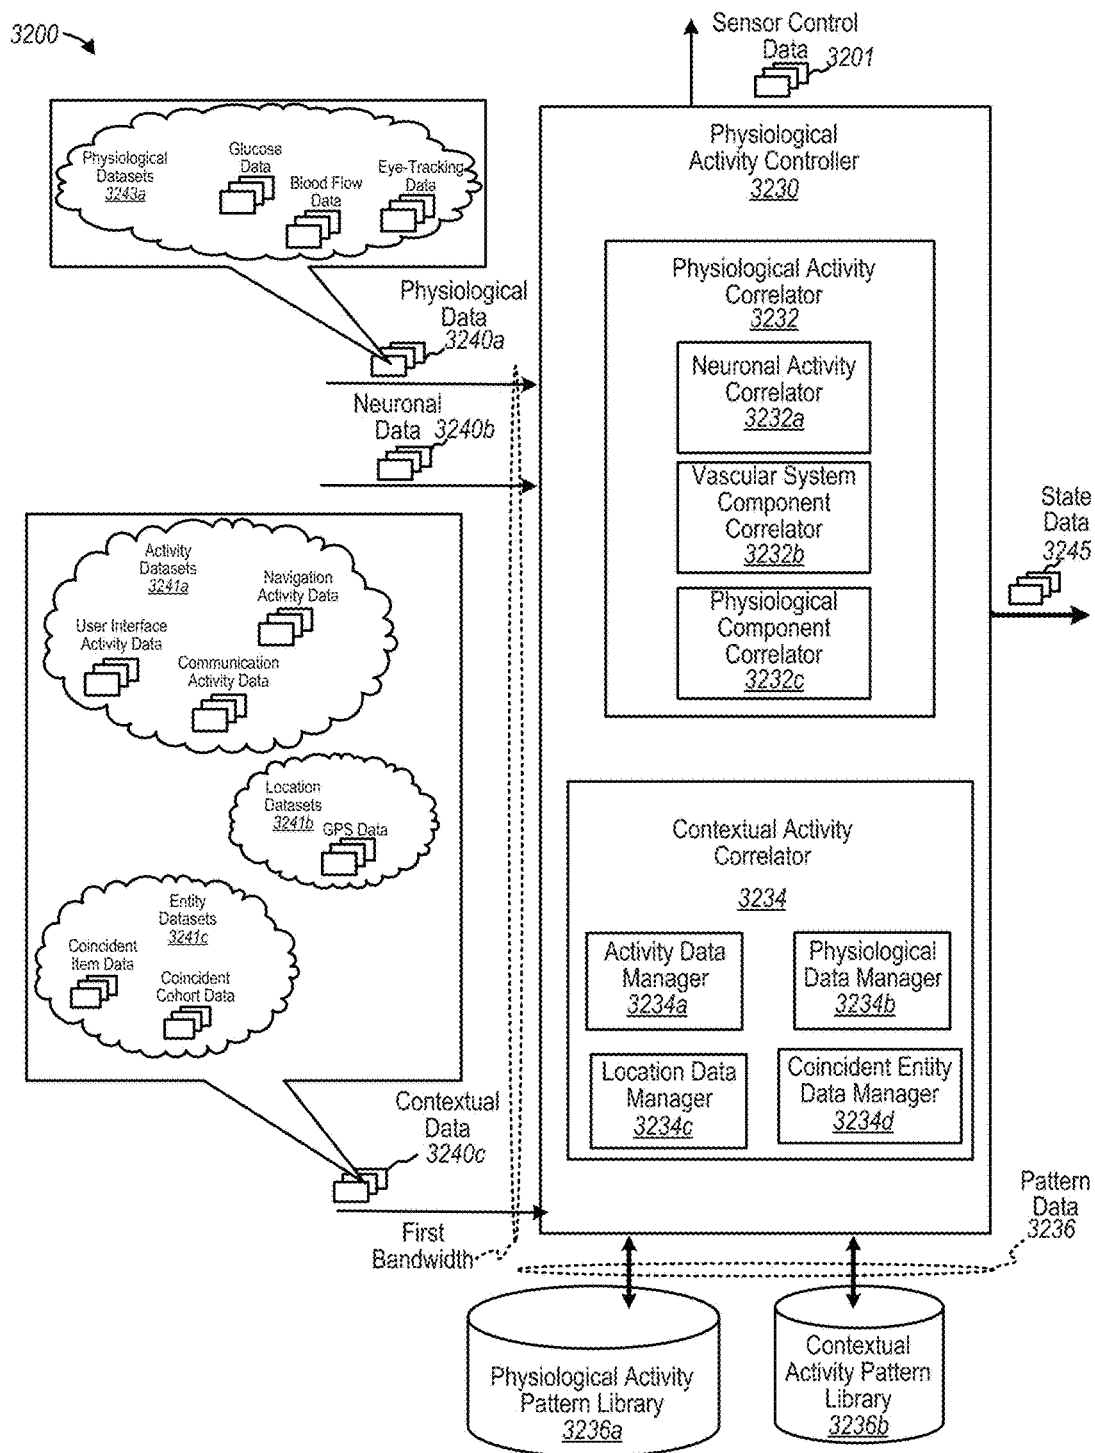 3200
Sensor Control
Data
3201
Physiological
Datasets
3243a
Glucose
Data
Blood Flow
Data
Eye-Tracking
Data
Physiological
Activity Controller
3230
Physiological
Data
3240a
Neuronal
Data
3240b
Physiological Activity
Correlator
3232
Neuronal Activity
Correlator
3232a
Vascular System
Component
Correlator
3232b
Physiological
Component
Correlator
3232c
State
Data
3245
Activity
Datasets
3241a
Navigation
Activity Data
User Interface
Activity Data
Communication
Activity Data
Location
Datasets
3241b
GPS Data
Entity
Datasets
3241c
Coincident
Item Data
Coincident
Cohort Data
Contextual Activity
Correlator
3234
Activity Data
Manager
3234a
Physiological
Data Manager
3234b
Location Data
Manager
3234c
Coincident Entity
Data Manager
3234d
Contextual
Data
3240c
First
Bandwidth
Pattern
Data
3236
Physiological Activity
Pattern Library
3236a
Contextual
Activity Pattern
Library
3236b